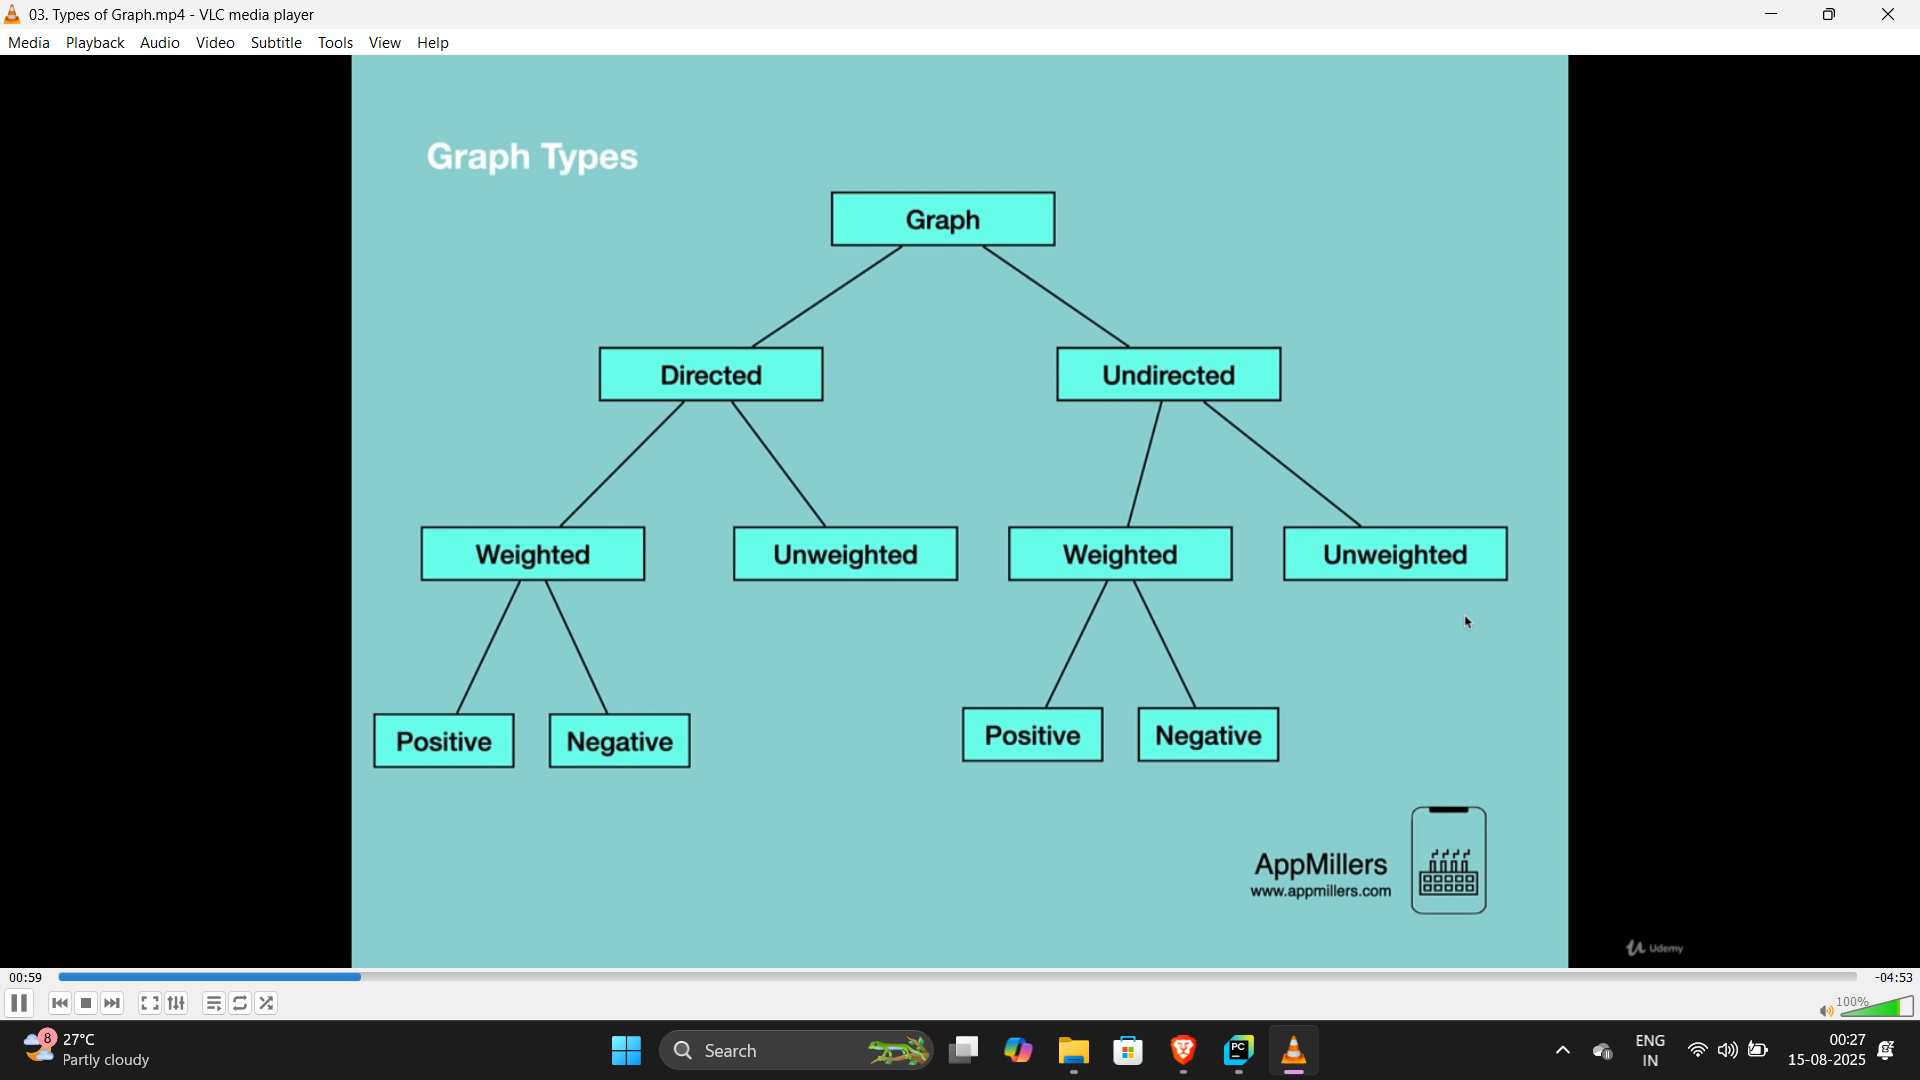 03. Types of Graph.mp4 - VLC media player
Media Playback Audio Video Subtitle Tools View Help
Graph Types
Graph
Directed Undirected
Weighted Unweighted Weighted Unweighted
Positive Negative Positive Negative
AppMillers
www.appmillers.com
Udemy
00:59 -04:53
100%
8 27°C
Partly cloudy
Search
PC
ENG
IN
00:27
15-08-2025